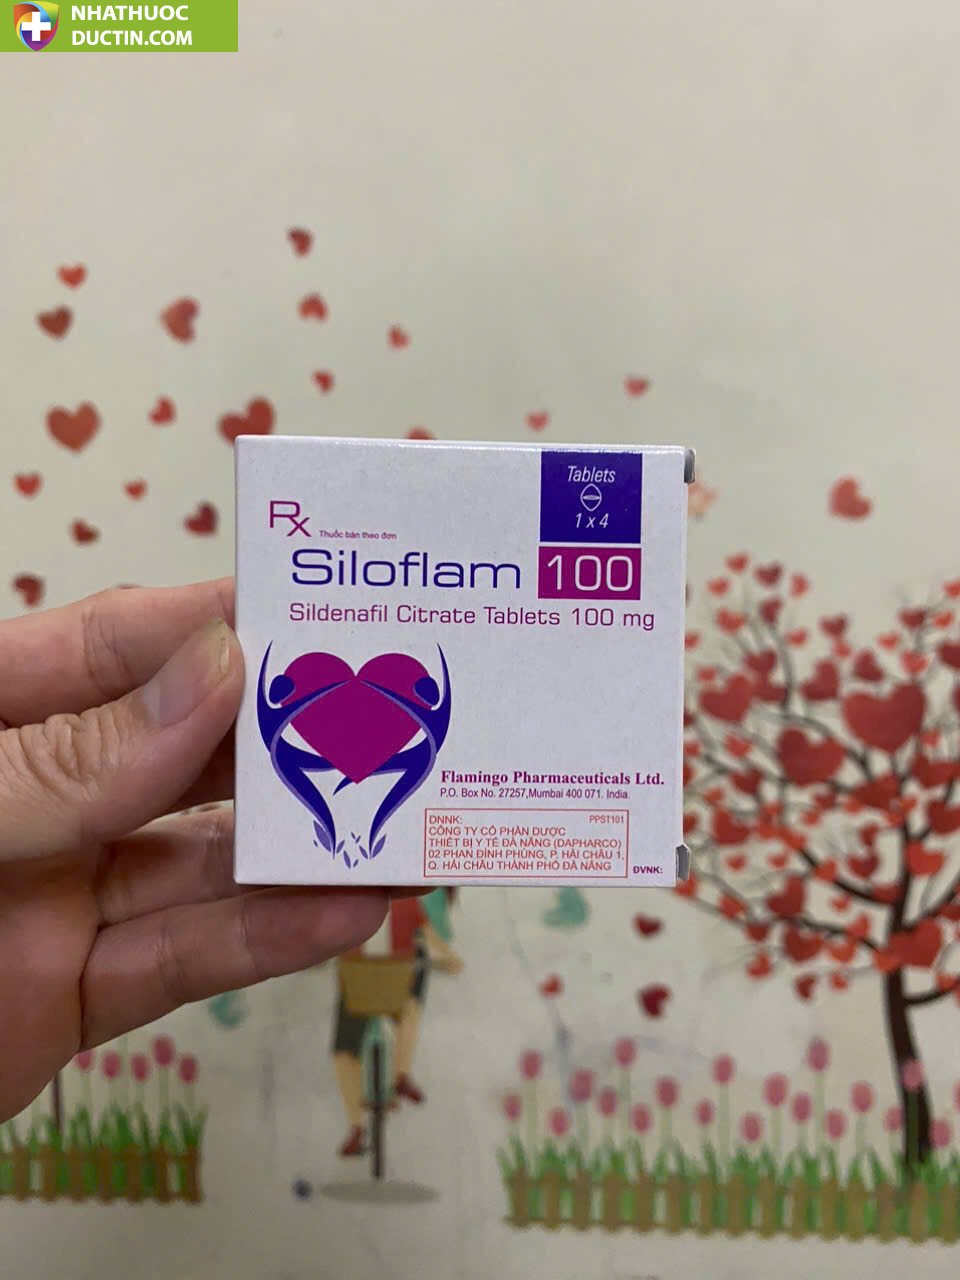 NHATHUOC
DUCTIN.COM
Tablets
1 x 4
Rx Thuốc bán theo đơn
Siloflam 100
Sildenafil Citrate Tablets 100 mg
Flamingo Pharmaceuticals Ltd.
P.O. Box No. 27257,Mumbai 400 071. India.
DNNK: PPST101
CÔNG TY CỔ PHẦN DƯỢC
THIẾT BỊ Y TẾ ĐÀ NẴNG (DAPHARCO)
02 PHAN ĐÌNH PHÙNG, P. HẢI CHÂU 1,
Q. HẢI CHÂU THÀNH PHỐ ĐÀ NẴNG
ĐVNK: